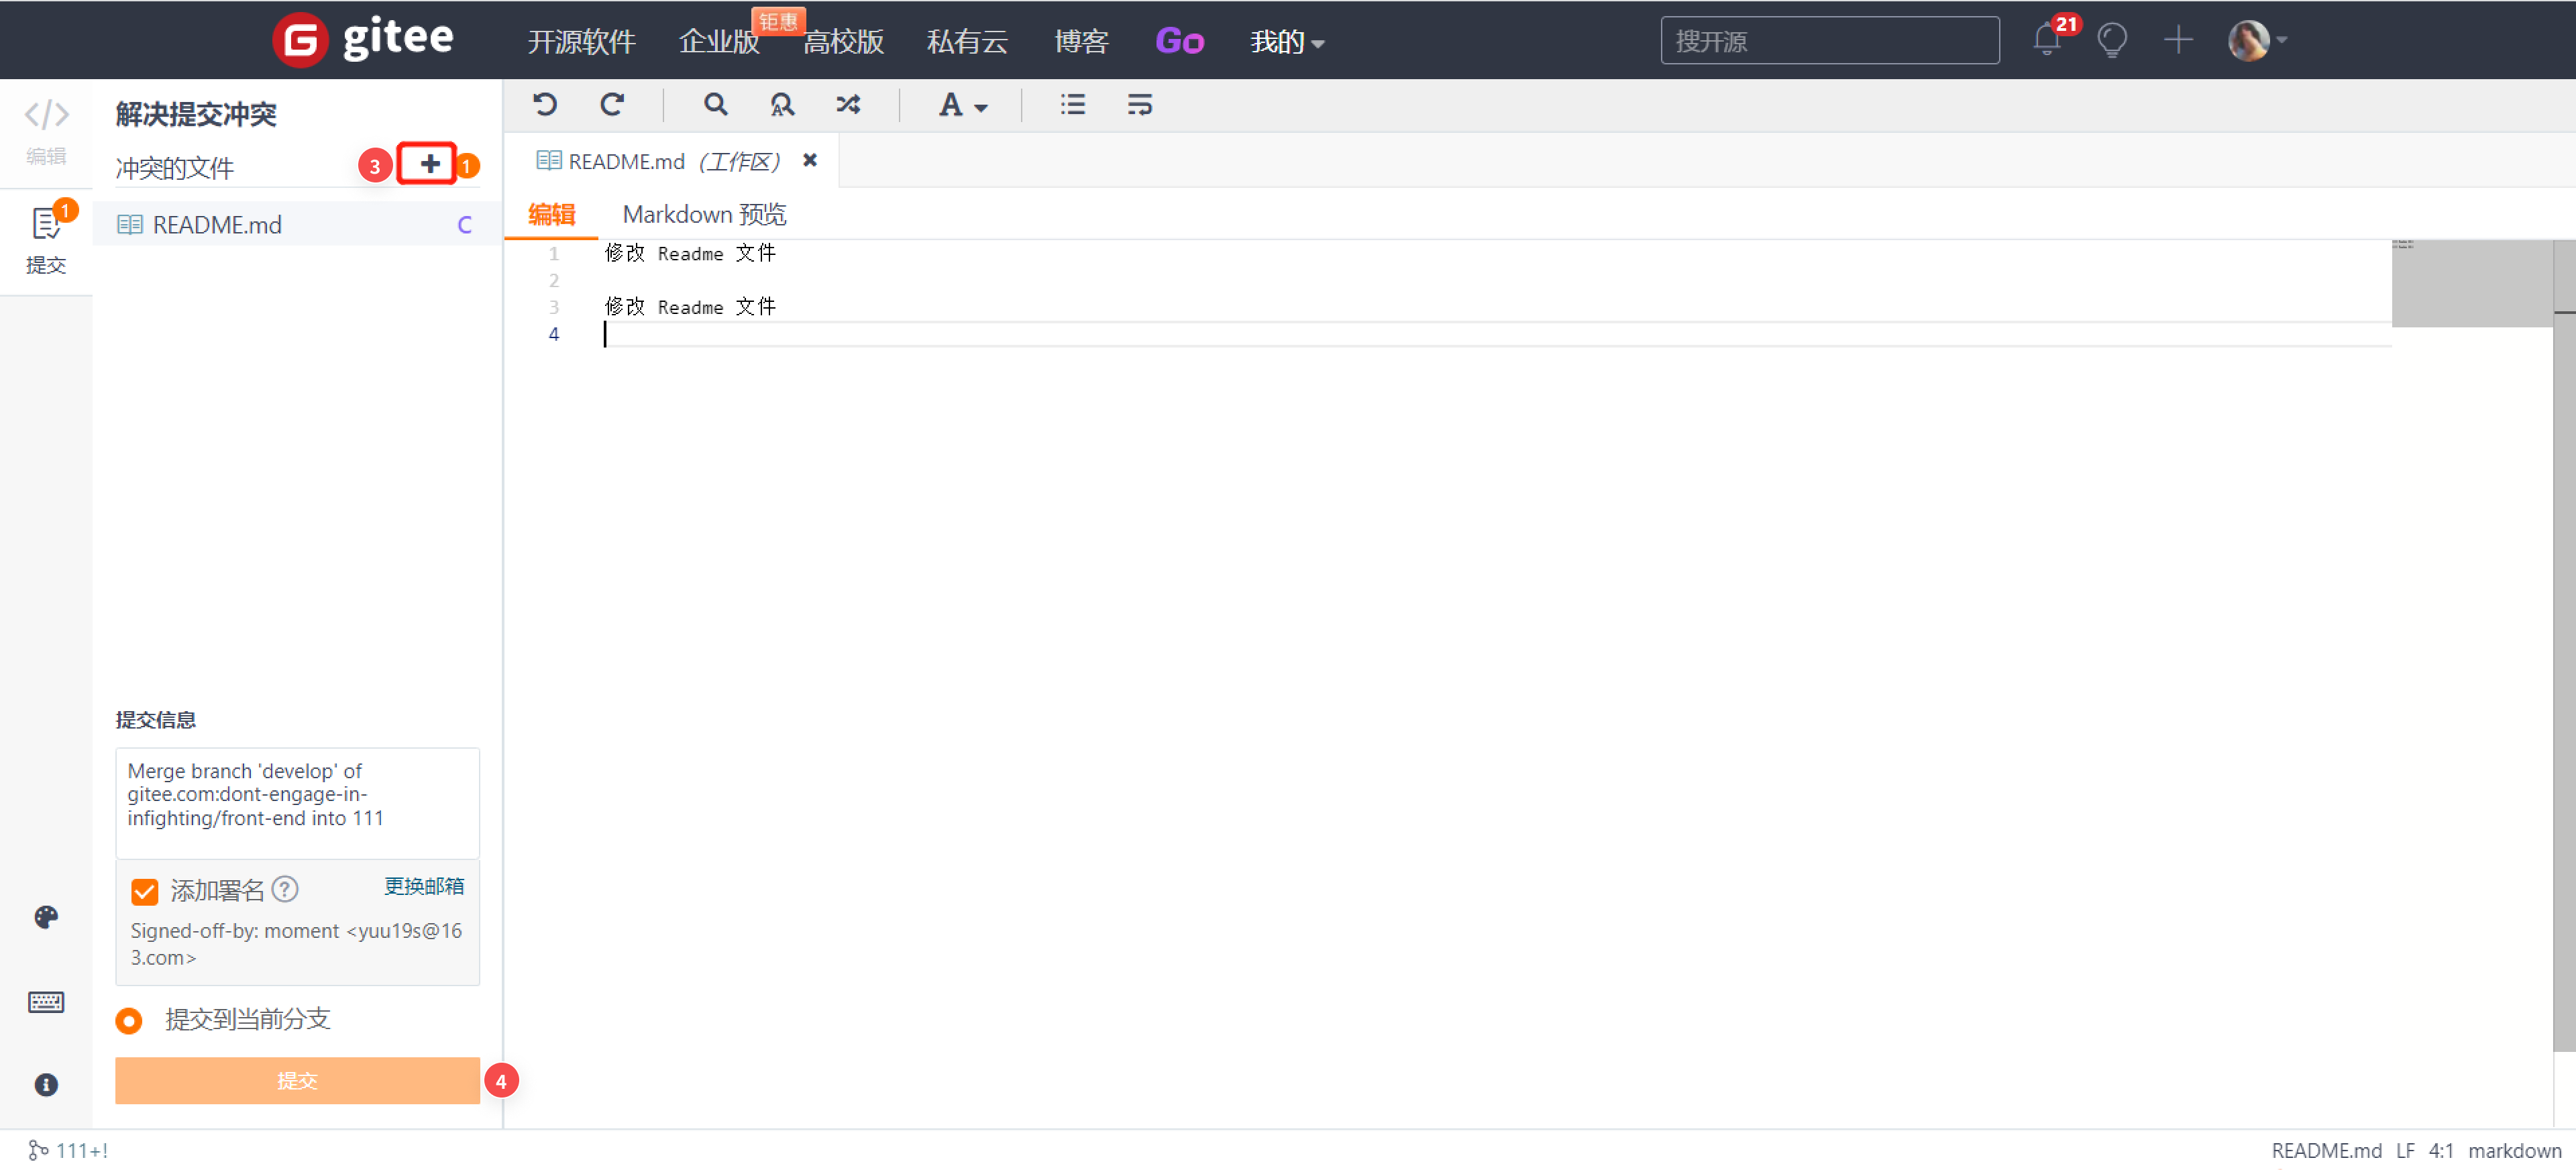 gitee
开源软件 企业版 钜惠 高校版 私有云 博客 Go 我的
搜开源
21
编辑
1
提交
解决提交冲突
冲突的文件 3 1
README.md C
提交信息
Merge branch 'develop' of
gitee.com:dont-engage-in-
infighting/front-end into 111
添加署名 ? 更换邮箱
Signed-off-by: moment <yuu19s@16
3.com>
提交到当前分支
提交 4
A
README.md (工作区)
编辑 Markdown 预览
1 修改 Readme 文件
2
3 修改 Readme 文件
4
111+!
README.md LF 4:1 markdown